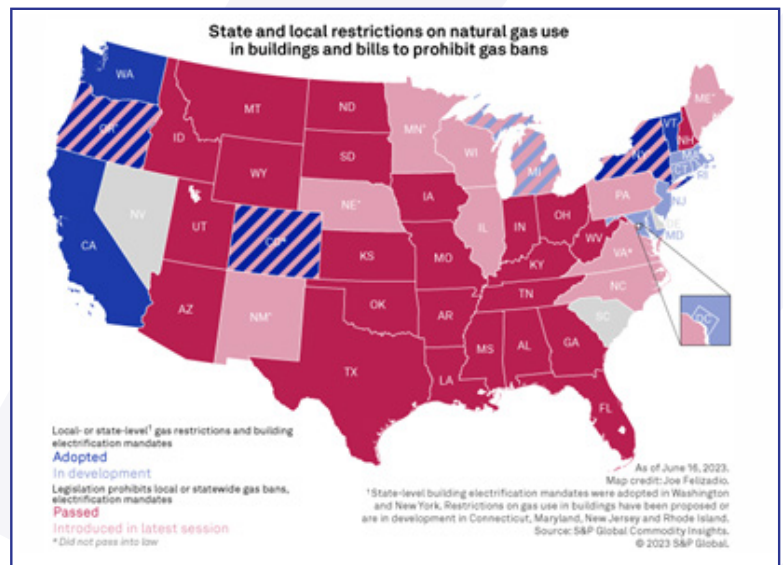 State and local restrictions on natural gas use
in buildings and bills to prohibit gas bans
WA
OR*
CA
NV
ID
MT
WY
UT
AZ
CO*
NM*
ND
SD
NE*
KS
OK
TX
MN*
IA
MO
AR
LA
WI
IL
MI
IN
OH
KY
TN
MS
AL
GA
FL
SC
NC
VA*
WV
PA
NY
VT
NH
ME*
MA
CT
RI
NJ
DE
MD
DC
Local- or state-level¹ gas restrictions and building
electrification mandates
Adopted
In development
Legislation prohibits local or statewide gas bans,
electrification mandates
Passed
Introduced in latest session
* Did not pass into law
As of June 16, 2023.
Map credit: Joe Felizadio.
¹State-level building electrification mandates were adopted in Washington
and New York. Restrictions on gas use in buildings have been proposed or
are in development in Connecticut, Maryland, New Jersey and Rhode Island.
Source: S&P Global Commodity Insights.
© 2023 S&P Global.